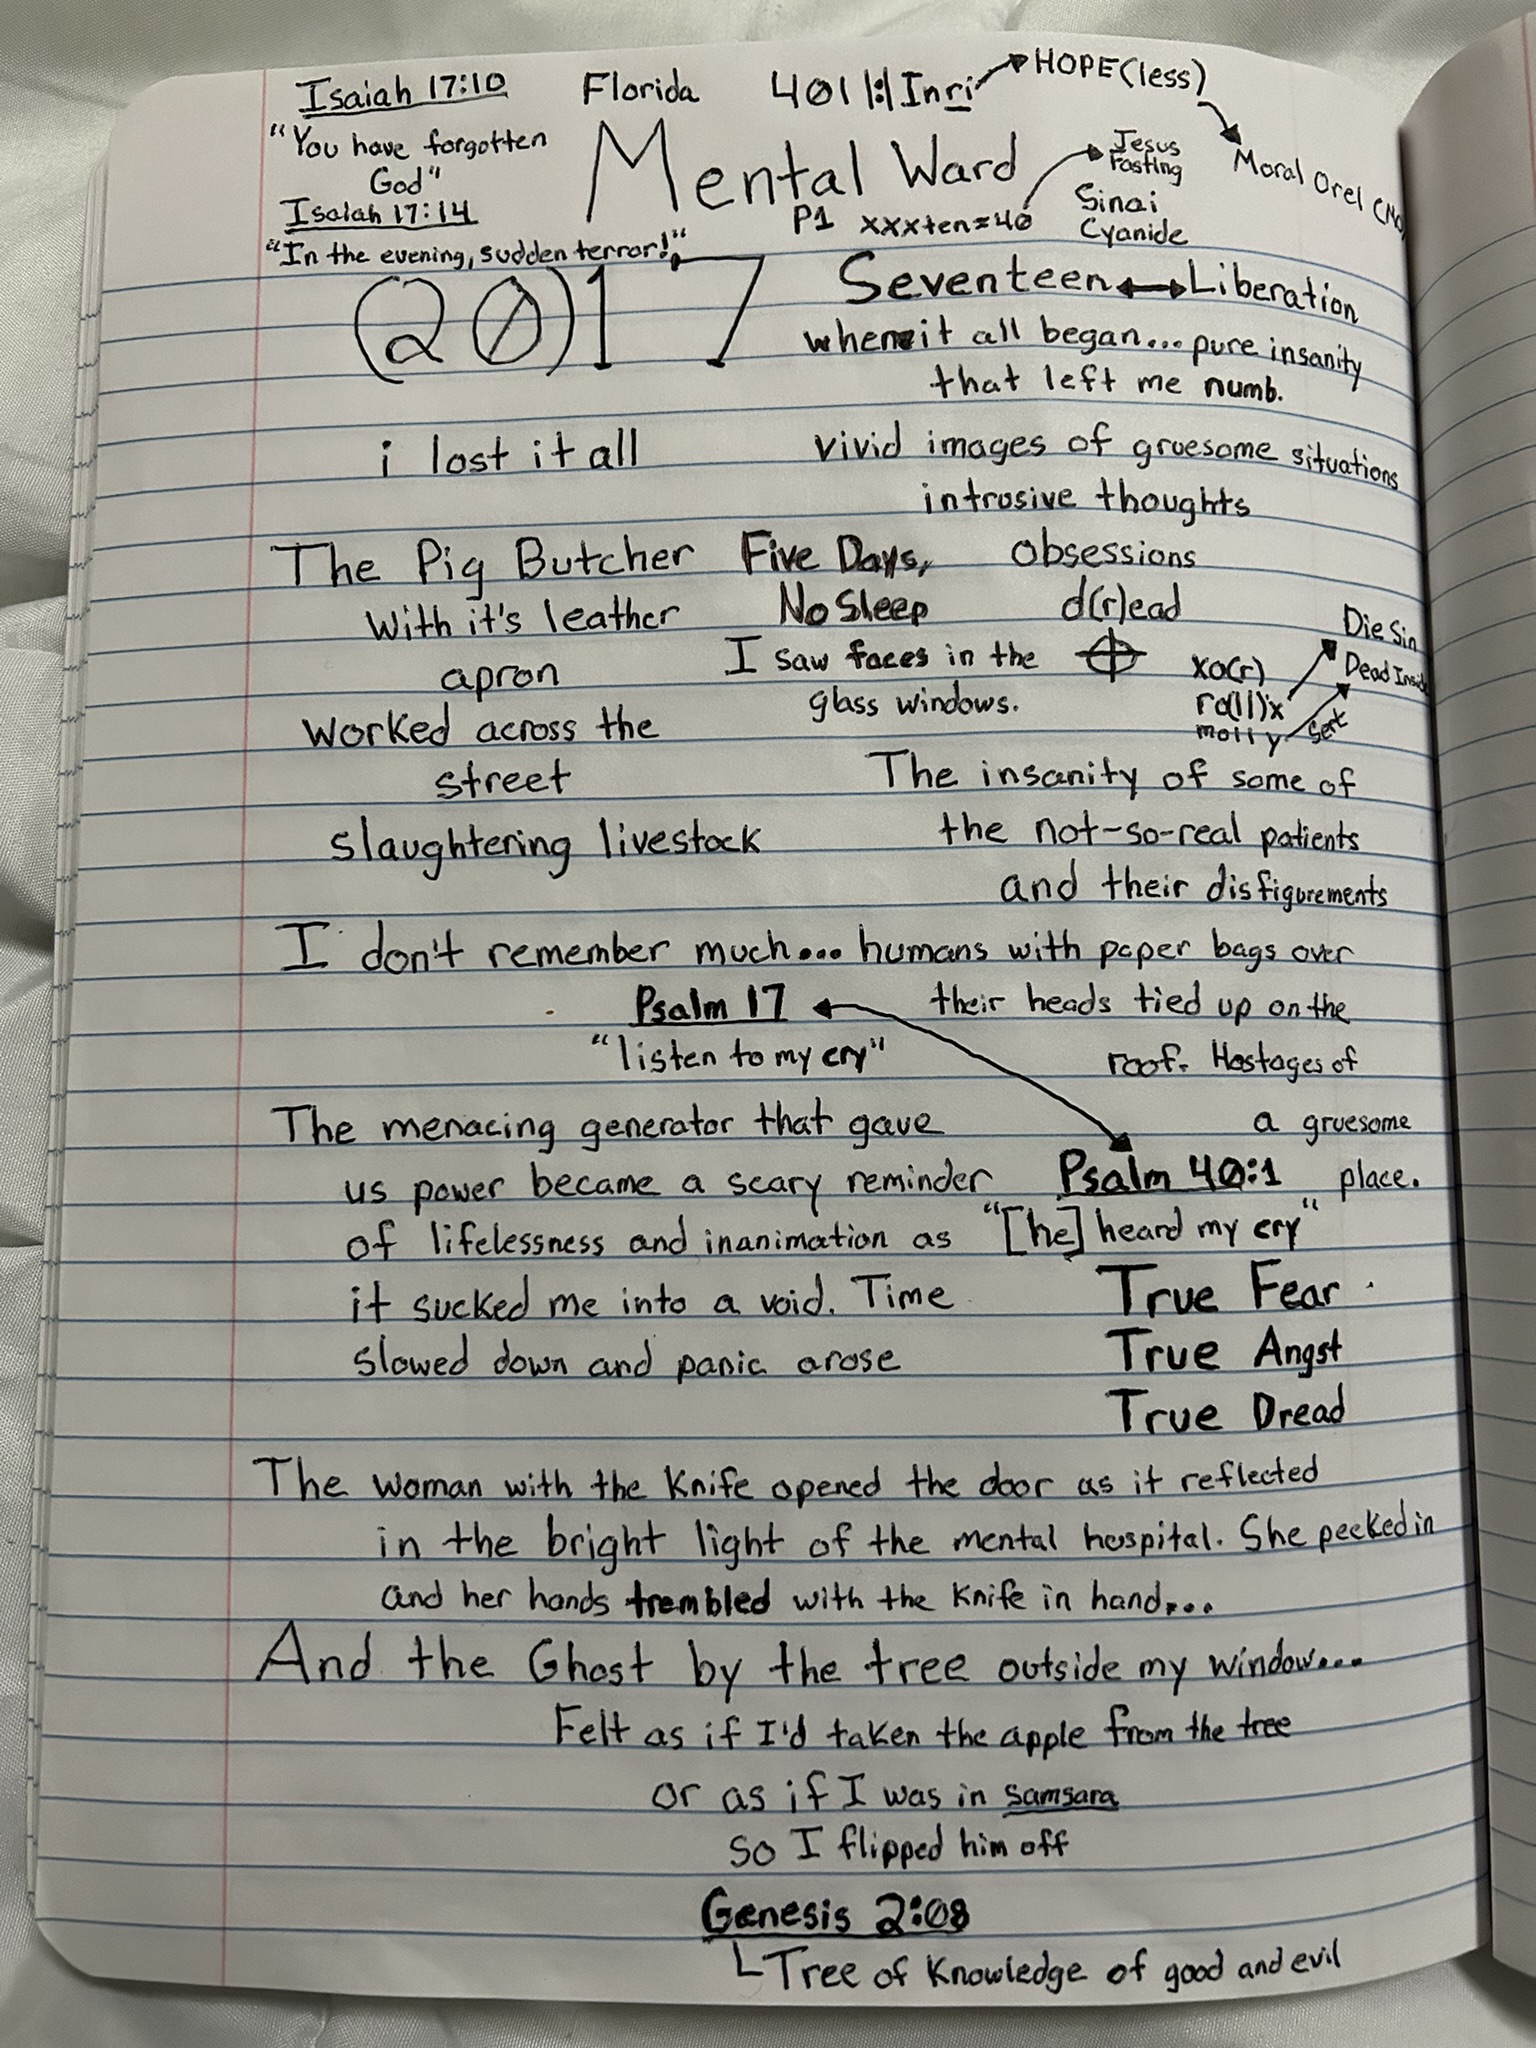 Isaiah 17:10 Florida 401 |:| Inri HOPE(less)
"You have forgotten
God"
Mental Ward
Jesus
Fasting
Moral Orel
Isaiah 17:14
P1 xxxten=40
Sinai
Cyanide
"In the evening, sudden terror!"
(20)17
Seventeen Liberation
when it all began... pure insanity
that left me numb.
i lost it all
vivid images of gruesome situations
intrusive thoughts
The Pig Butcher
With it's leather
apron
worked across the
street
slaughtering livestock
Five Days,
No Sleep
I saw faces in the
glass windows.
Obsessions
d(r)ead
xo(r)
ro(ll)x
molly
Sert
Die Sin
Dead Inside
The insanity of some of
the not-so-real patients
and their disfigurements
I don't remember much... humans with paper bags over
their heads tied up on the
roof. Hostages of
a gruesome
place.
Psalm 17
"listen to my cry"
The menacing generator that gave
us power became a scary reminder
of lifelessness and inanimation as
it sucked me into a void. Time
slowed down and panic arose
Psalm 40:1
"[he] heard my cry"
True Fear
True Angst
True Dread
The woman with the knife opened the door as it reflected
in the bright light of the mental hospital. She peeked in
and her hands trembled with the knife in hand...
And the Ghost by the tree outside my window...
Felt as if I'd taken the apple from the tree
or as if I was in samsara
so I flipped him off
Genesis 2:08
Tree of Knowledge of good and evil